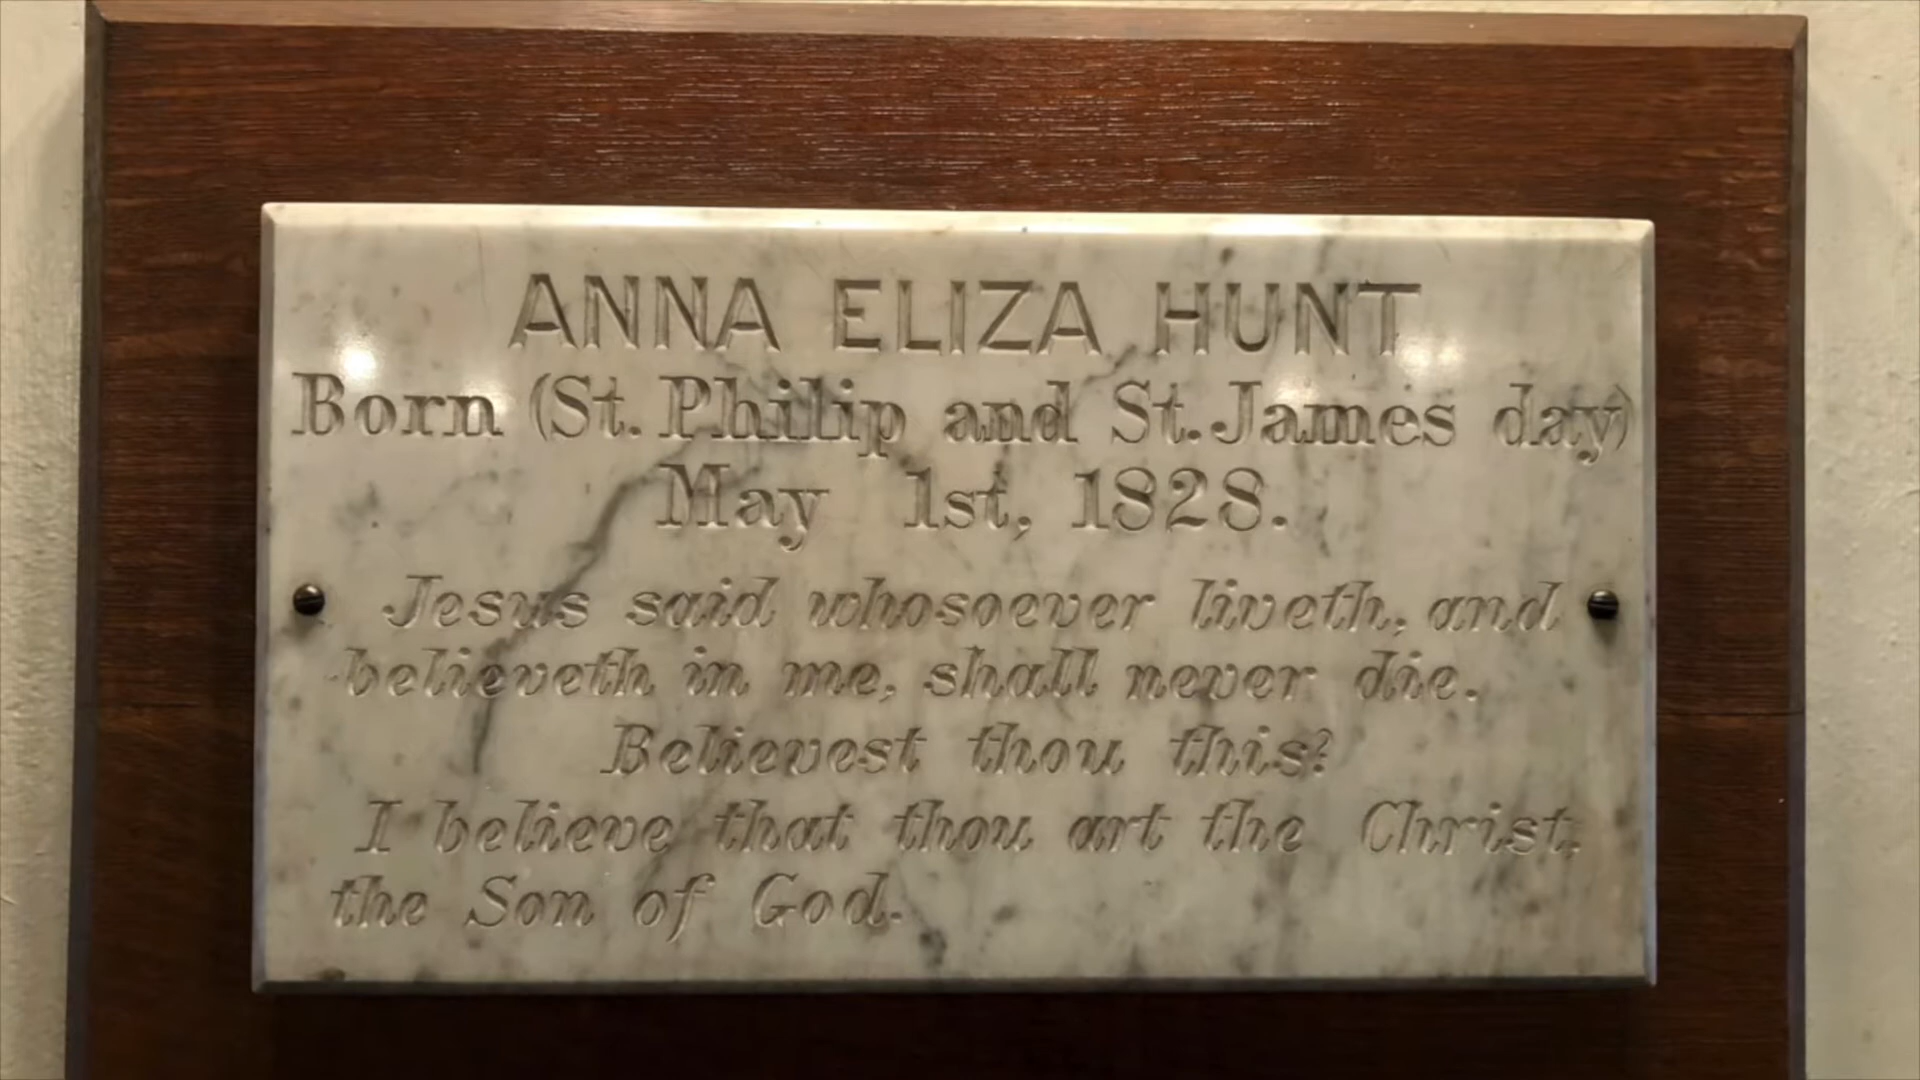 ANNA ELIZA HUNT
Born (St. Philip and St. James day)
May 1st, 1828.
Jesus said whosoever liveth, and
believeth in me, shall never die.
Believest thou this?
I believe that thou art the Christ,
the Son of God.